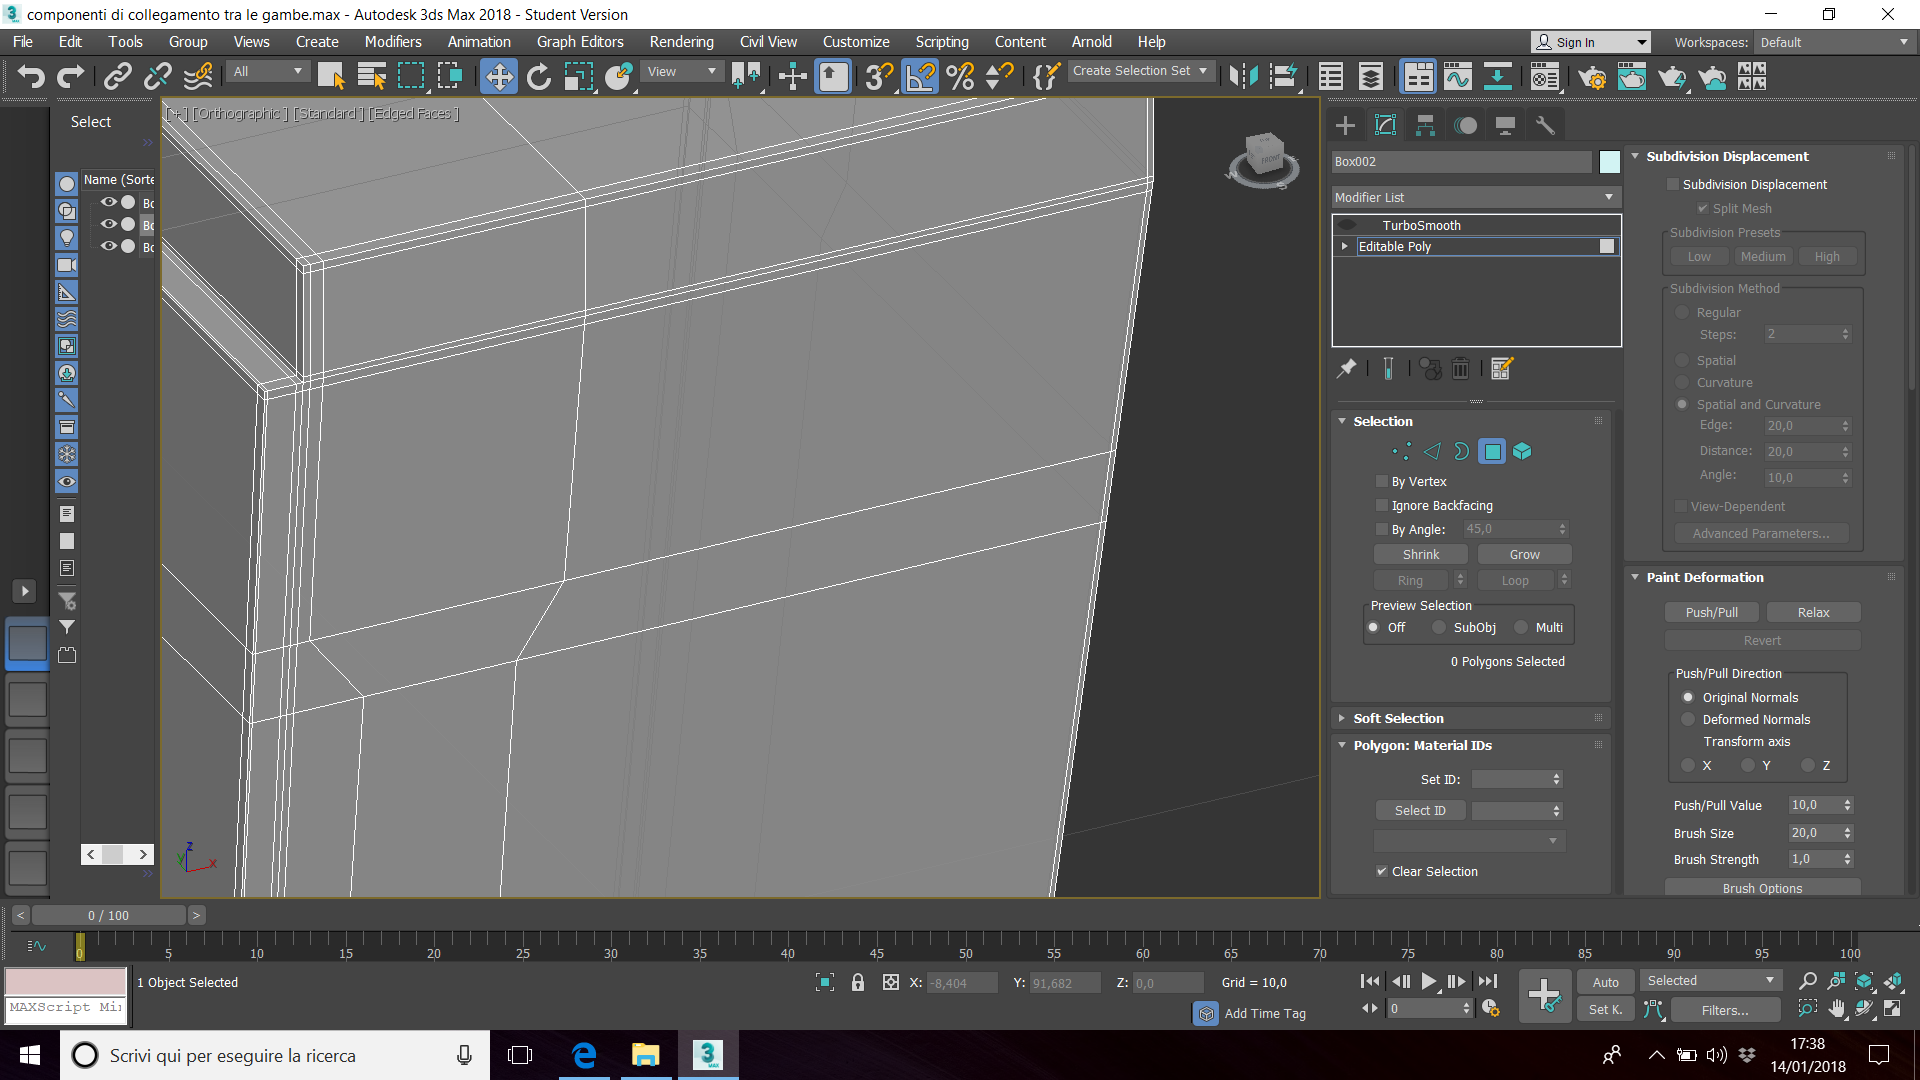 componenti di collegamento tra le gambe.max - Autodesk 3ds Max 2018 - Student Version
File Edit Tools Group Views Create Modifiers Animation Graph Editors Rendering Civil View Customize Scripting Content Arnold Help
Sign In
Workspaces: Default
All
View
Create Selection Set
Select
[+] [Orthographic ] [Standard ] [Edged Faces ]
Name (Sorte
Bo
Bo
Bo
FRONT
W
S
z
y
x
Box002
Modifier List
TurboSmooth
Editable Poly
Selection
By Vertex
Ignore Backfacing
By Angle: 45,0
Shrink Grow
Ring Loop
Preview Selection
Off SubObj Multi
0 Polygons Selected
Soft Selection
Polygon: Material IDs
Set ID:
Select ID
Clear Selection
Subdivision Displacement
Subdivision Displacement
Split Mesh
Subdivision Presets
Low Medium High
Subdivision Method
Regular
Steps: 2
Spatial
Curvature
Spatial and Curvature
Edge: 20,0
Distance: 20,0
Angle: 10,0
View-Dependent
Advanced Parameters...
Paint Deformation
Push/Pull Relax
Revert
Push/Pull Direction
Original Normals
Deformed Normals
Transform axis
X Y Z
Push/Pull Value 10,0
Brush Size 20,0
Brush Strength 1,0
Brush Options
< 0 / 100 >
0 5 10 15 20 25 30 35 40 45 50 55 60 65 70 75 80 85 90 95 100
1 Object Selected
X: -8,404 Y: 91,682 Z: 0,0 Grid = 10,0
Auto Selected
MAXScript Mi
Add Time Tag
0
Set K. Filters...
Scrivi qui per eseguire la ricerca
3
MAX
17:38
14/01/2018